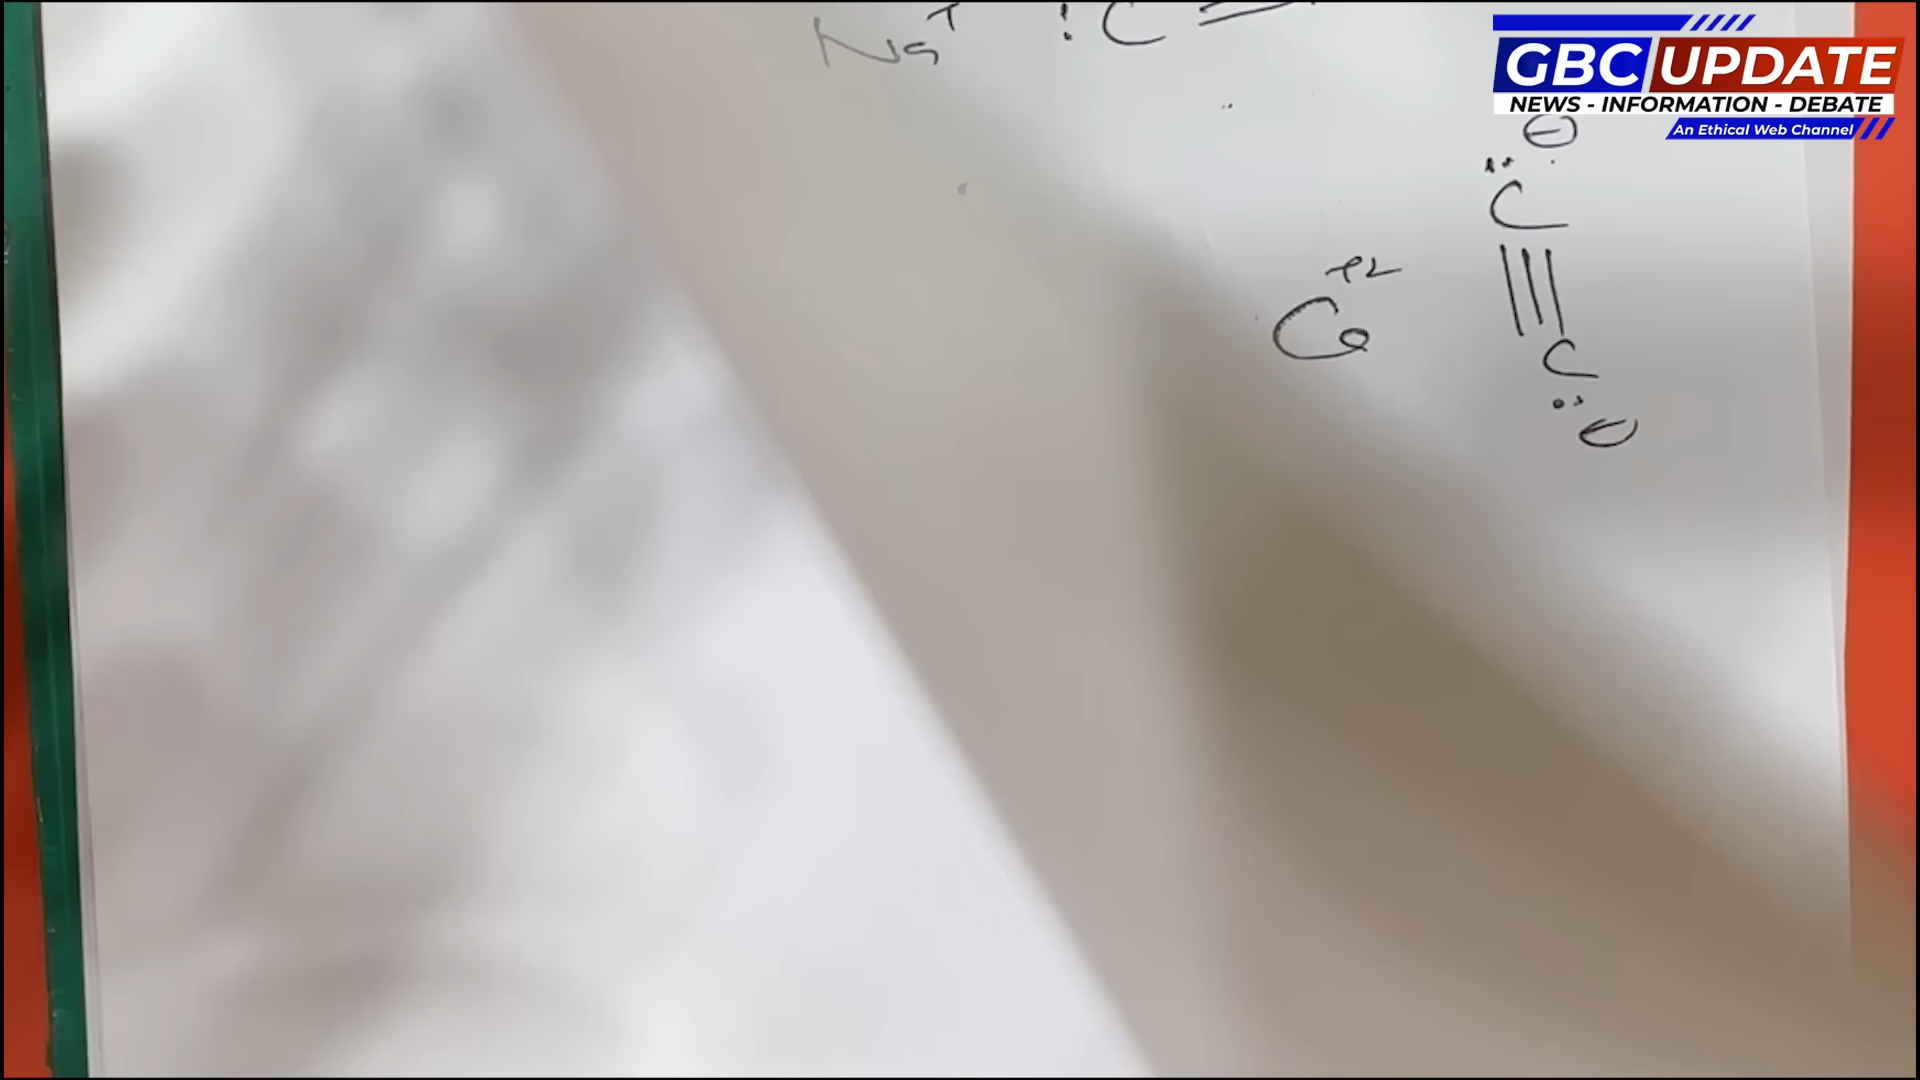 Na+ :C≡
GBC UPDATE
NEWS - INFORMATION - DEBATE
An Ethical Web Channel
⊖
C
+2
Ca
|||
C
⊖